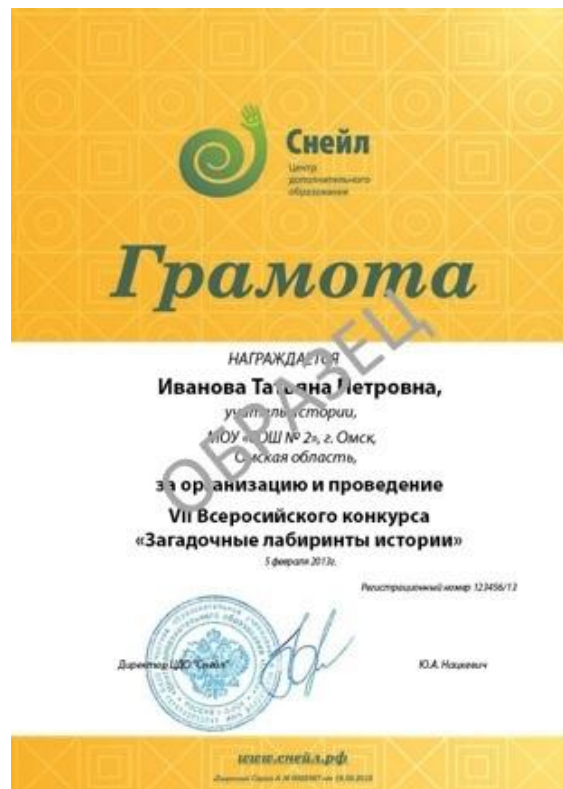 Снейл
Центр
дополнительного
образования
Грамота
ОБРАЗЕЦ
НАГРАЖДАЕТСЯ
Иванова Татьяна Петровна,
учитель истории,
МОУ «СОШ № 2», г. Омск,
Омская область,
за организацию и проведение
VII Всеросийского конкурса
«Загадочные лабиринты истории»
5 февраля 2013г.
Регистрационный номер 123456/13
Директор ЦДО "Снейл"
Ю.А. Нацкевич
www.снейл.рф